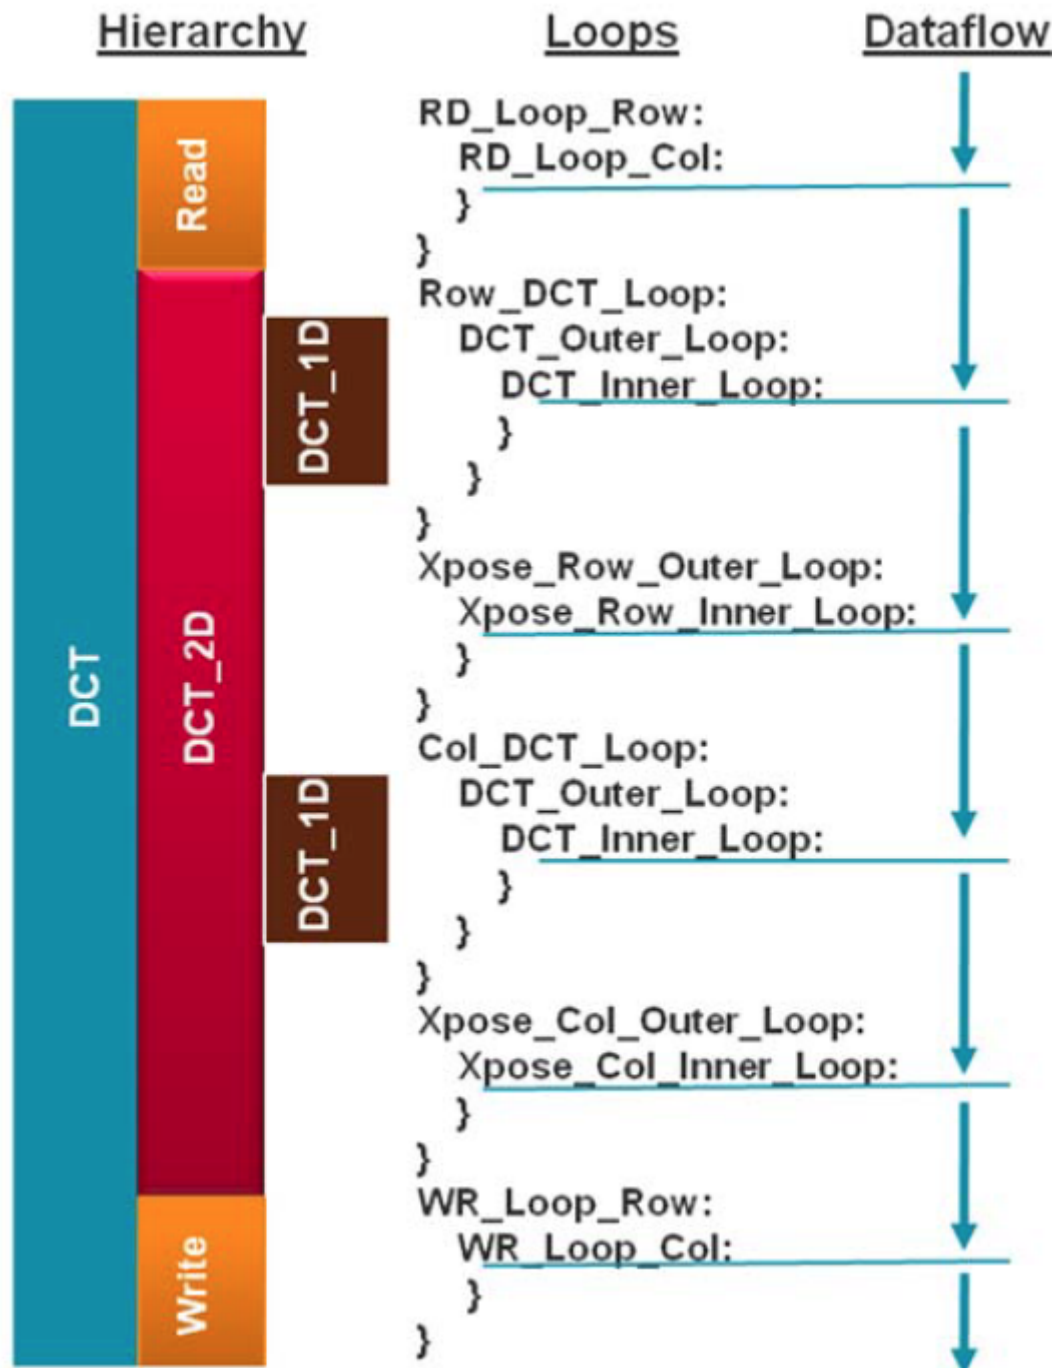 Hierarchy Loops Dataflow
DCT
Read
DCT_2D
Write
DCT_1D
DCT_1D
RD_Loop_Row:
RD_Loop_Col:
}
}
Row_DCT_Loop:
DCT_Outer_Loop:
DCT_Inner_Loop:
}
}
}
Xpose_Row_Outer_Loop:
Xpose_Row_Inner_Loop:
}
}
Col_DCT_Loop:
DCT_Outer_Loop:
DCT_Inner_Loop:
}
}
}
Xpose_Col_Outer_Loop:
Xpose_Col_Inner_Loop:
}
}
WR_Loop_Row:
WR_Loop_Col:
}
}